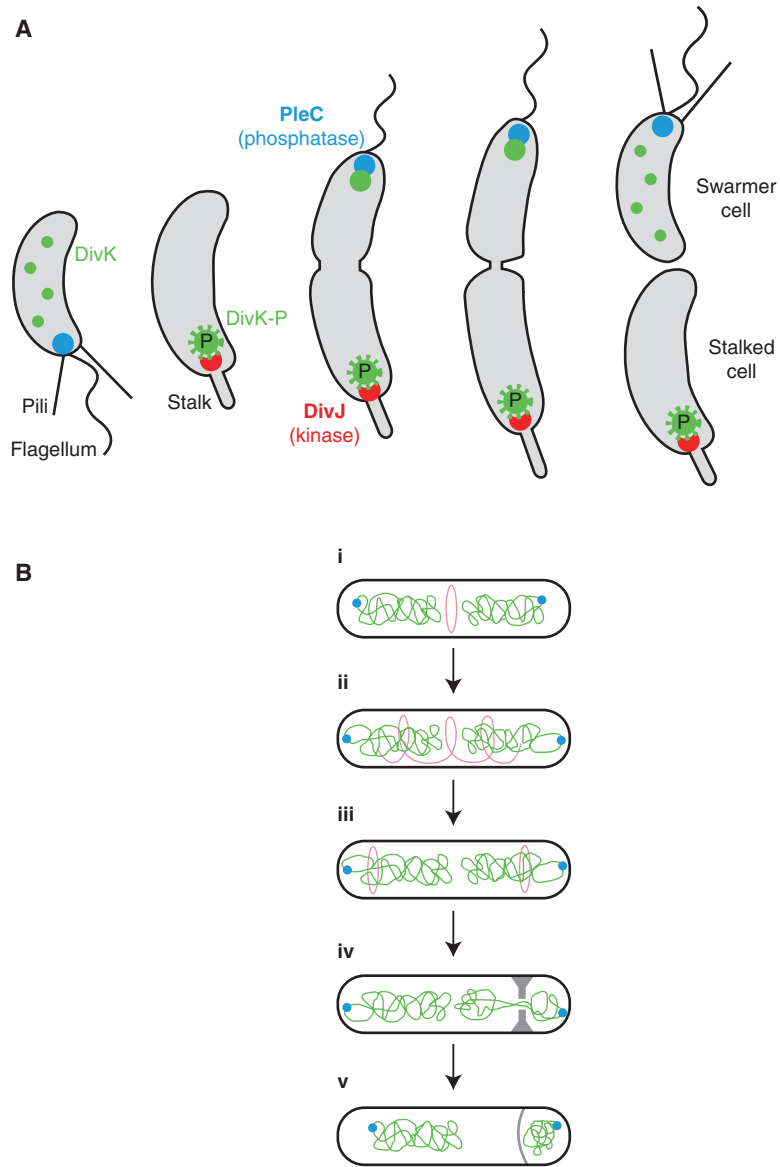 A
PleC
(phosphatase)
DivK
Swarmer
cell
DivK-P
P
P
P
P
Stalked
cell
Pili
Stalk
DivJ
(kinase)
Flagellum
B
i
ii
iii
iv
v